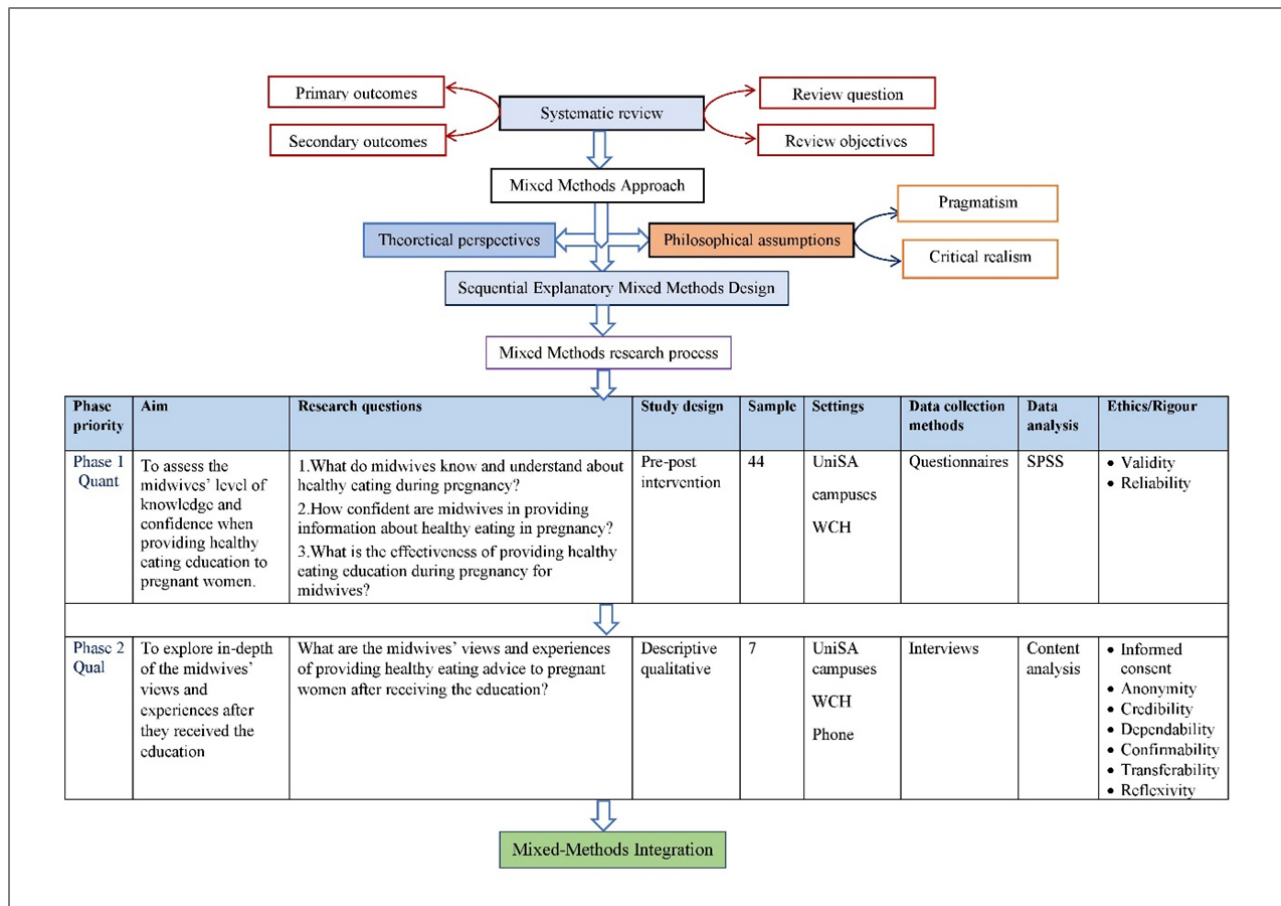 Primary outcomes
Secondary outcomes
Systematic review
Review question
Review objectives
Mixed Methods Approach
Theoretical perspectives
Philosophical assumptions
Pragmatism
Critical realism
Sequential Explanatory Mixed Methods Design
Mixed Methods research process
Phase
priority
Aim
Research questions
Study design
Sample
Settings
Data collection
methods
Data
analysis
Ethics/Rigour
Phase 1
Quant
To assess the
midwives' level of
knowledge and
confidence when
providing healthy
eating education to
pregnant women.
1.What do midwives know and understand about
healthy eating during pregnancy?
2.How confident are midwives in providing
information about healthy eating in pregnancy?
3.What is the effectiveness of providing healthy
eating education during pregnancy for
midwives?
Pre-post
intervention
44
UniSA
campuses
WCH
Questionnaires
SPSS
• Validity
• Reliability
Phase 2
Qual
To explore in-depth
of the midwives'
views and
experiences after
they received the
education
What are the midwives' views and experiences
of providing healthy eating advice to pregnant
women after receiving the education?
Descriptive
qualitative
7
UniSA
campuses
WCH
Phone
Interviews
Content
analysis
• Informed
consent
• Anonymity
• Credibility
• Dependability
• Confirmability
• Transferability
• Reflexivity
Mixed-Methods Integration